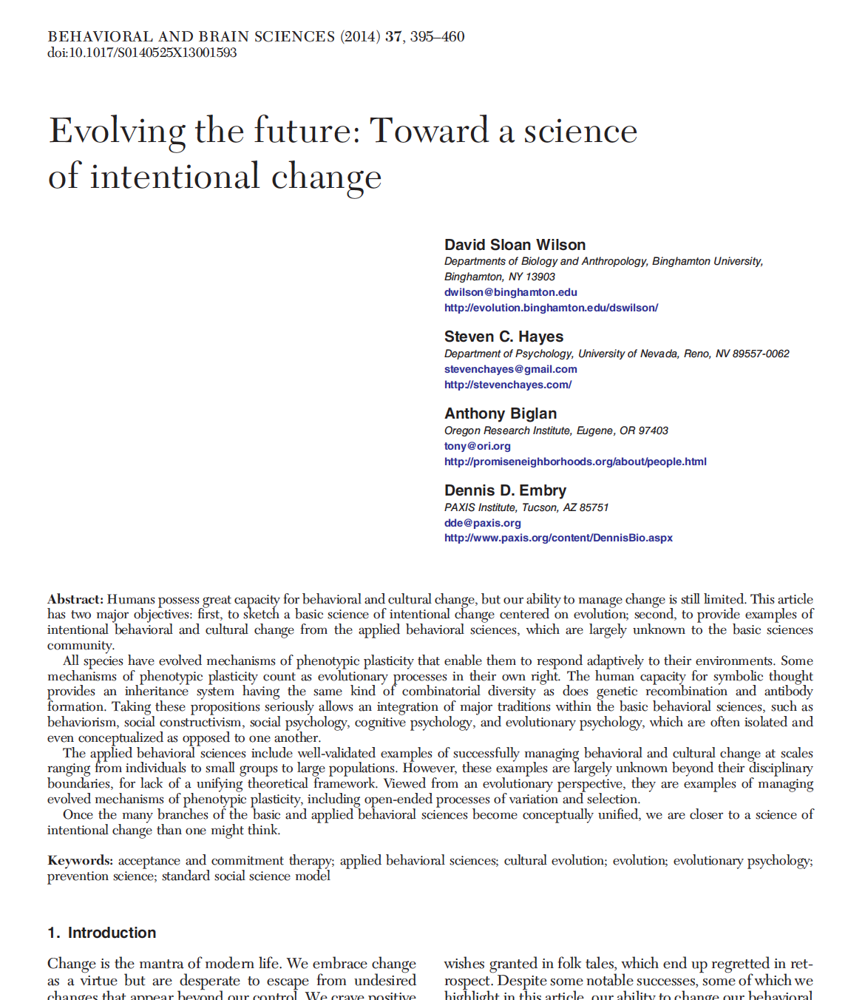 BEHAVIORAL AND BRAIN SCIENCES (2014) 37, 395–460
doi:10.1017/S0140525X13001593
Evolving the future: Toward a science
of intentional change
David Sloan Wilson
Departments of Biology and Anthropology, Binghamton University,
Binghamton, NY 13903
dwilson@binghamton.edu
http://evolution.binghamton.edu/dswilson/
Steven C. Hayes
Department of Psychology, University of Nevada, Reno, NV 89557-0062
stevenchayes@gmail.com
http://stevenchayes.com/
Anthony Biglan
Oregon Research Institute, Eugene, OR 97403
tony@ori.org
http://promiseneighborhoods.org/about/people.html
Dennis D. Embry
PAXIS Institute, Tucson, AZ 85751
dde@paxis.org
http://www.paxis.org/content/DennisBio.aspx
Abstract: Humans possess great capacity for behavioral and cultural change, but our ability to manage change is still limited. This article
has two major objectives: first, to sketch a basic science of intentional change centered on evolution; second, to provide examples of
intentional behavioral and cultural change from the applied behavioral sciences, which are largely unknown to the basic sciences
community.
All species have evolved mechanisms of phenotypic plasticity that enable them to respond adaptively to their environments. Some
mechanisms of phenotypic plasticity count as evolutionary processes in their own right. The human capacity for symbolic thought
provides an inheritance system having the same kind of combinatorial diversity as does genetic recombination and antibody
formation. Taking these propositions seriously allows an integration of major traditions within the basic behavioral sciences, such as
behaviorism, social constructivism, social psychology, cognitive psychology, and evolutionary psychology, which are often isolated and
even conceptualized as opposed to one another.
The applied behavioral sciences include well-validated examples of successfully managing behavioral and cultural change at scales
ranging from individuals to small groups to large populations. However, these examples are largely unknown beyond their disciplinary
boundaries, for lack of a unifying theoretical framework. Viewed from an evolutionary perspective, they are examples of managing
evolved mechanisms of phenotypic plasticity, including open-ended processes of variation and selection.
Once the many branches of the basic and applied behavioral sciences become conceptually unified, we are closer to a science of
intentional change than one might think.
Keywords: acceptance and commitment therapy; applied behavioral sciences; cultural evolution; evolution; evolutionary psychology;
prevention science; standard social science model
1. Introduction
Change is the mantra of modern life. We embrace change
as a virtue but are desperate to escape from undesired
changes that appear beyond our control. We crave positive
wishes granted in folk tales, which end up regretted in ret-
rospect. Despite some notable successes, some of which we
highlight in this article, our ability to change our behavioral